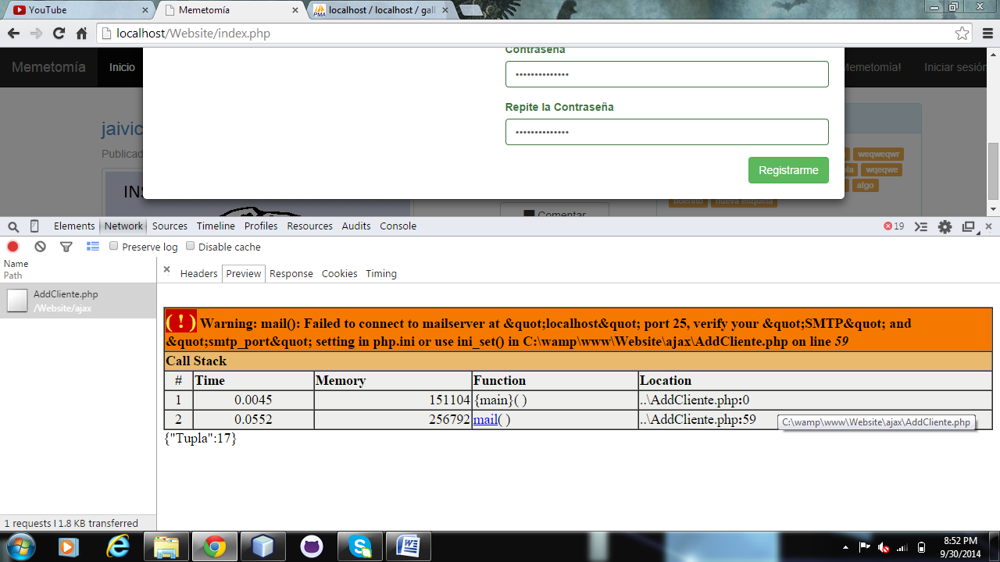 YouTube
Memetomía
localhost / localhost / gall
PMA
localhost/Website/index.php
Memetomía
Inicio
Memetomía!
Iniciar sesión
Contraseña
••••••••••••••
Repite la Contraseña
••••••••••••••
Registrarme
jaivic
Publicad
INS
Comentar
weqweqwr
wqeqwe
algo
nueva etiqueta
Elements Network Sources Timeline Profiles Resources Audits Console
19
Preserve log Disable cache
Name
Path
Headers Preview Response Cookies Timing
AddCliente.php
/Website/ajax
( ! ) Warning: mail(): Failed to connect to mailserver at &quot;localhost&quot; port 25, verify your &quot;SMTP&quot; and
&quot;smtp_port&quot; setting in php.ini or use ini_set() in C:\wamp\www\Website\ajax\AddCliente.php on line 59
Call Stack
# Time Memory Function Location
1 0.0045 151104 {main}( ) ..\AddCliente.php:0
2 0.0552 256792 mail( ) ..\AddCliente.php:59
C:\wamp\www\Website\ajax\AddCliente.php
{"Tupla":17}
1 requests | 1.8 KB transferred
8:52 PM
9/30/2014